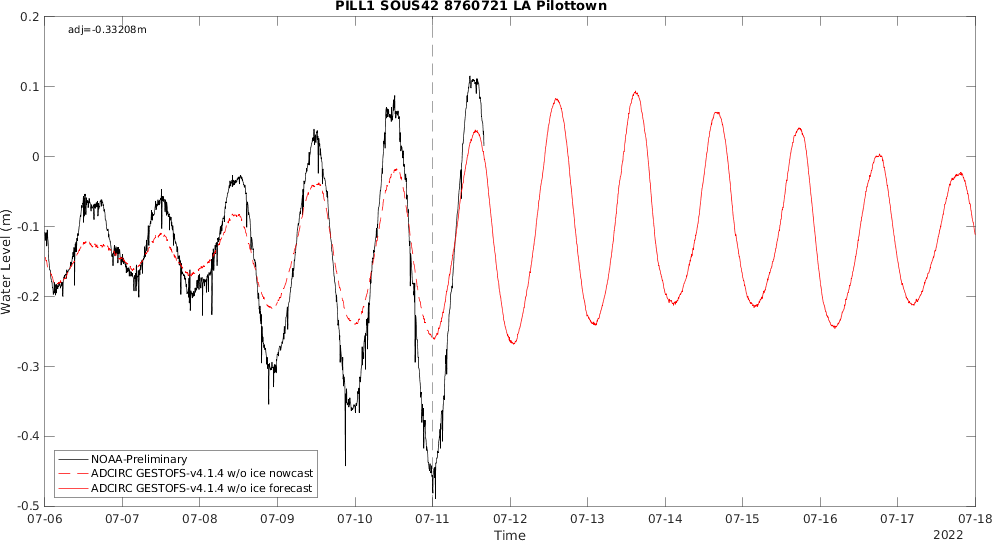 PILL1 SOUS42 8760721 LA Pilottown
adj=-0.33208m
0.2
0.1
0
-0.1
-0.2
-0.3
-0.4
-0.5
Water Level (m)
NOAA-Preliminary
ADCIRC GESTOFS-v4.1.4 w/o ice nowcast
ADCIRC GESTOFS-v4.1.4 w/o ice forecast
07-06 07-07 07-08 07-09 07-10 07-11 07-12 07-13 07-14 07-15 07-16 07-17 07-18
Time
2022